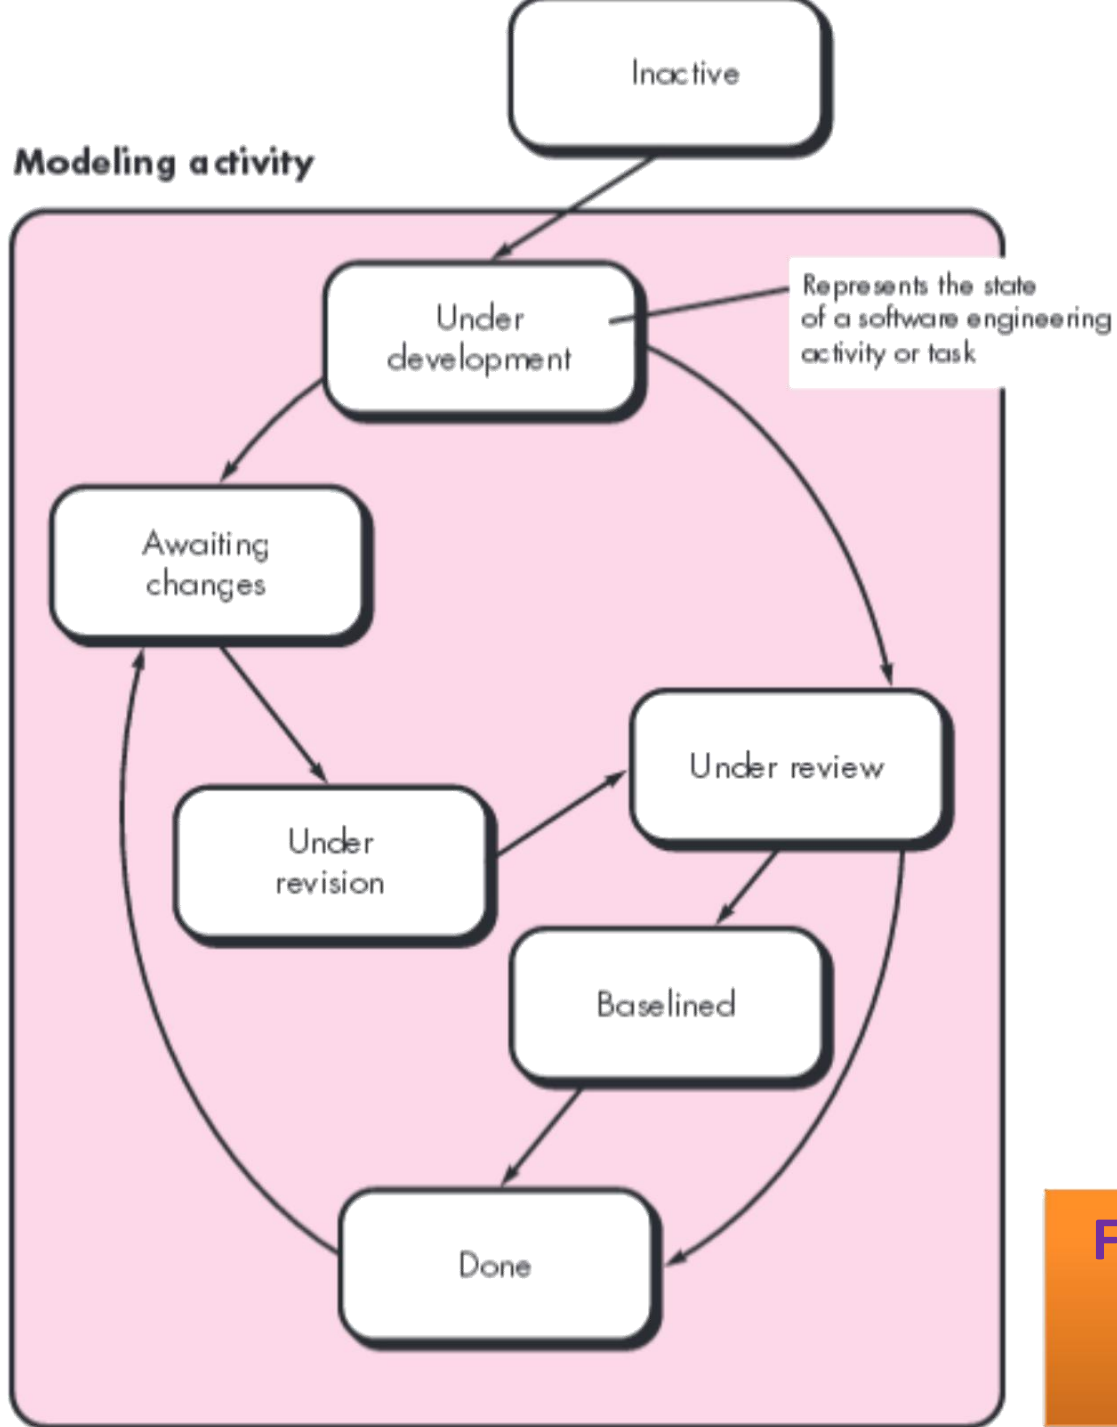 Inactive
Modeling activity
Represents the state
of a software engineering
activity or task
Under
development
Awaiting
changes
Under review
Under
revision
Baselined
Done
F